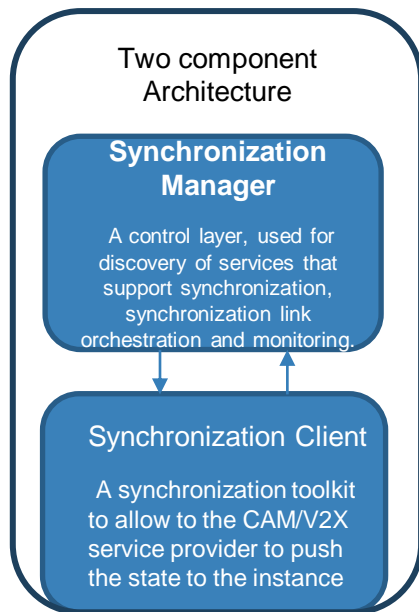 Two component
Architecture
Synchronization
Manager
A control layer, used for
discovery of services that
support synchronization,
synchronization link
orchestration and monitoring.
Synchronization Client
A synchronization toolkit
to allow to the CAM/V2X
service provider to push
the state to the instance